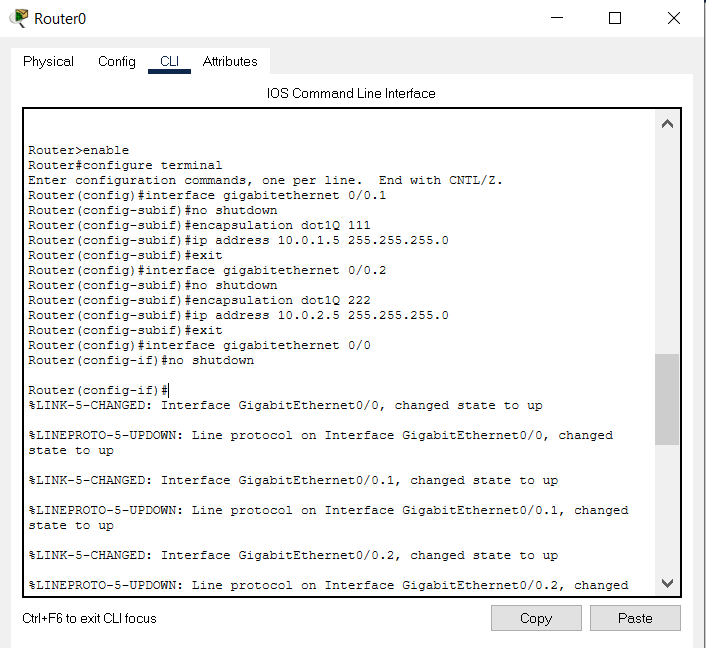 Router0
Physical Config CLI Attributes
IOS Command Line Interface
Router>enable
Router#configure terminal
Enter configuration commands, one per line.  End with CNTL/Z.
Router(config)#interface gigabitethernet 0/0.1
Router(config-subif)#no shutdown
Router(config-subif)#encapsulation dot1Q 111
Router(config-subif)#ip address 10.0.1.5 255.255.255.0
Router(config-subif)#exit
Router(config)#interface gigabitethernet 0/0.2
Router(config-subif)#no shutdown
Router(config-subif)#encapsulation dot1Q 222
Router(config-subif)#ip address 10.0.2.5 255.255.255.0
Router(config-subif)#exit
Router(config)#interface gigabitethernet 0/0
Router(config-if)#no shutdown
Router(config-if)#
%LINK-5-CHANGED: Interface GigabitEthernet0/0, changed state to up
%LINEPROTO-5-UPDOWN: Line protocol on Interface GigabitEthernet0/0, changed
state to up
%LINK-5-CHANGED: Interface GigabitEthernet0/0.1, changed state to up
%LINEPROTO-5-UPDOWN: Line protocol on Interface GigabitEthernet0/0.1, changed
state to up
%LINK-5-CHANGED: Interface GigabitEthernet0/0.2, changed state to up
%LINEPROTO-5-UPDOWN: Line protocol on Interface GigabitEthernet0/0.2, changed
Ctrl+F6 to exit CLI focus
Copy Paste